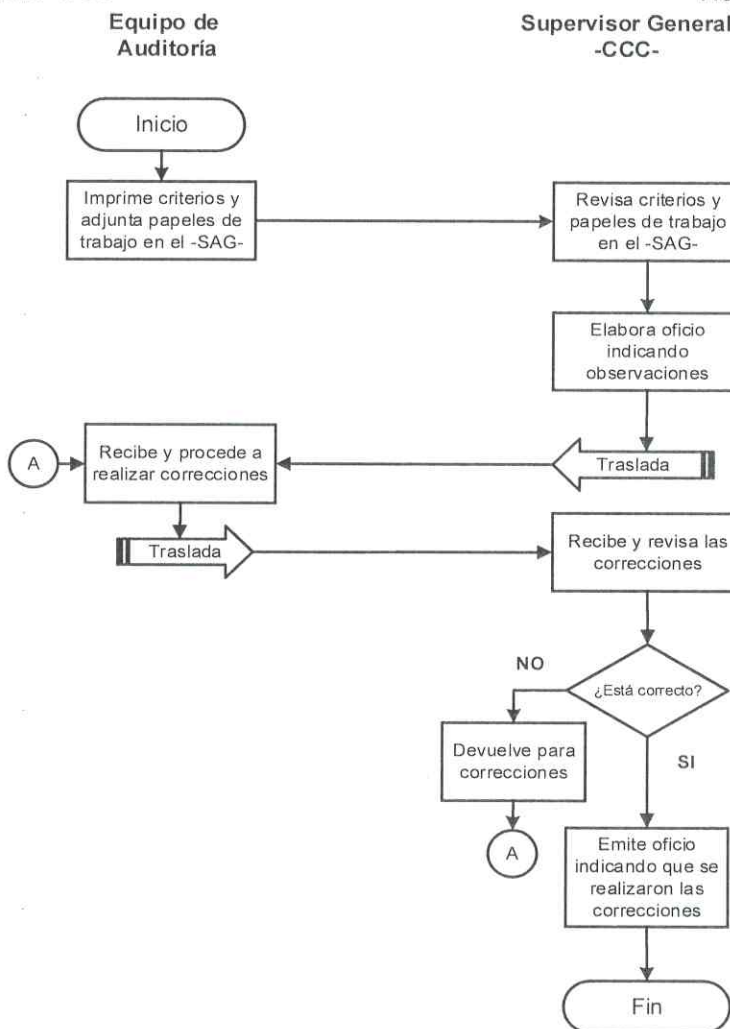 Equipo de
Auditoría
Supervisor General
-CCC-
Inicio
Imprime criterios y
adjunta papeles de
trabajo en el -SAG-
Revisa criterios y
papeles de trabajo
en el -SAG-
Elabora oficio
indicando
observaciones
A
Recibe y procede a
realizar correcciones
Traslada
Traslada
Recibe y revisa las
correcciones
¿Está correcto?
NO
Devuelve para
correcciones
A
SI
Emite oficio
indicando que se
realizaron las
correcciones
Fin